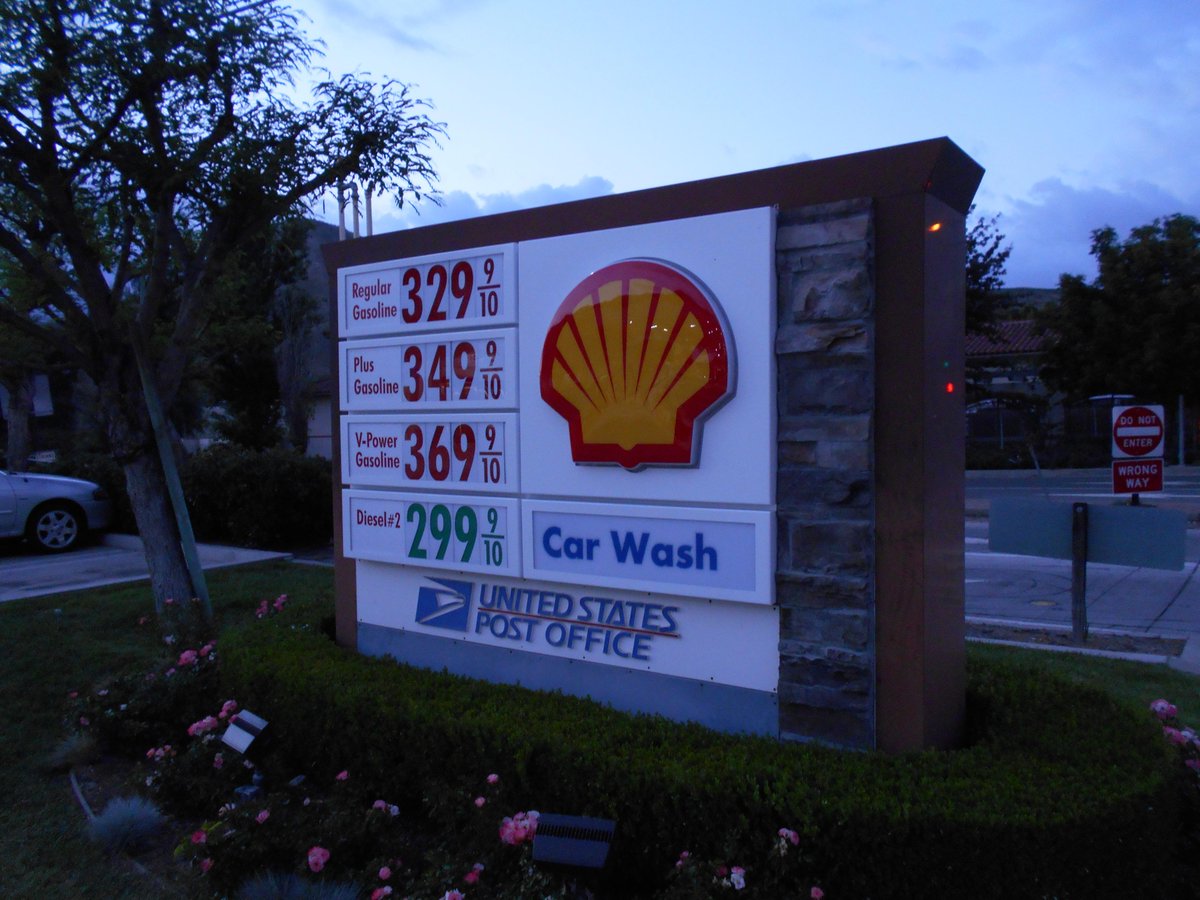 Regular
Gasoline
329 9/10
Plus
Gasoline
349 9/10
V-Power
Gasoline
369 9/10
Diesel#2
299 9/10
Car Wash
UNITED STATES
POST OFFICE
DO NOT
ENTER
WRONG
WAY